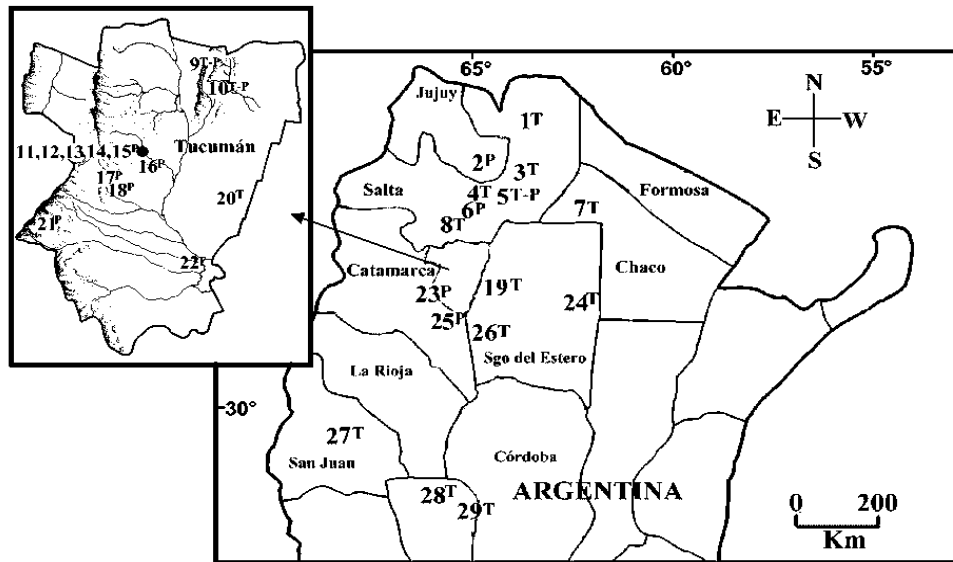 65° 60° 55°
Jujuy
N
E W
S
1T
2P
3T
Salta
4T 5T-P
6P
7T
8T
Formosa
Catamarca
Chaco
19T
23P
24T
25P
26T
Sgo del Estero
La Rioja
30°
27T
San Juan
Córdoba
28T
29T
ARGENTINA
0 200
Km
9T-P
10T-P
Tucumán
11,12,13,14,15P
16P
17P
18P
20T
21P